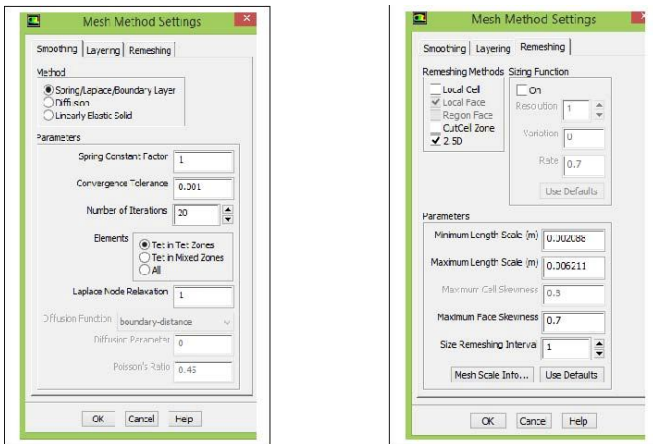 Mesh Method Settings
Smoothing Layering Remeshing
Method
Spring/Laplace/Boundary Layer
Diffusion
Linearly Elastic Solid
Parameters
Spring Constant Factor 1
Convergence Tolerance 0.001
Number of Iterations 20
Elements
Tet in Tet Zones
Tet in Mixed Zones
All
Laplace Node Relaxation 1
Diffusion Function boundary-distance
Diffusion Parameter 0
Poisson's Ratio 0.45
OK Cancel Help
Mesh Method Settings
Smoothing Layering Remeshing
Remeshing Methods
Local Cell
Local Face
Region Face
CutCell Zone
2.5D
Sizing Function
On
Resolution 1
Variation 0
Rate 0.7
Use Defaults
Parameters
Minimum Length Scale (m) 0.002088
Maximum Length Scale (m) 0.006211
Maximum Cell Skewness
Maximum Face Skewness 0.7
Size Remeshing Interval 1
Mesh Scale Info... Use Defaults
OK Cancel Help